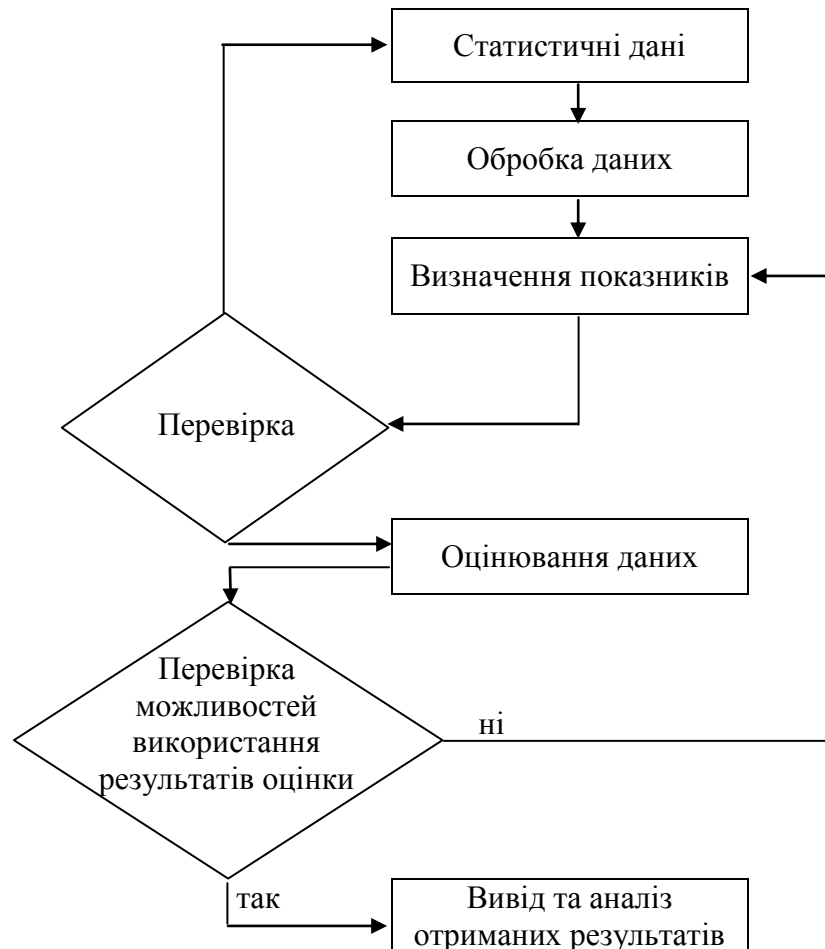 Статистичні дані
Обробка даних
Визначення показників
Перевірка
Оцінювання даних
Перевірка
можливостей
використання
результатів оцінки
ні
так
Вивід та аналіз
отриманих результатів